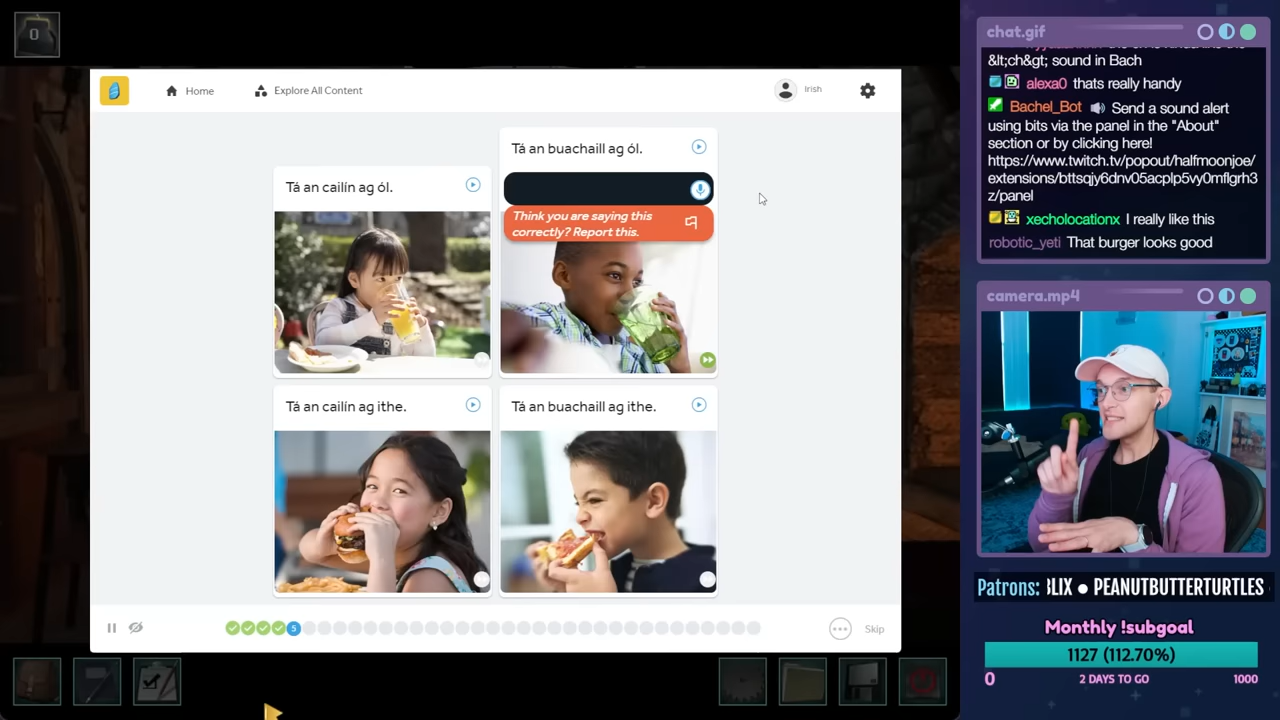 0
Home
Explore All Content
Irish
Tá an cailín ag ól.
Tá an buachaill ag ól.
Think you are saying this
correctly? Report this.
Tá an cailín ag ithe.
Tá an buachaill ag ithe.
5
Skip
chat.gif
&lt;ch&gt; sound in Bach
alexa0 thats really handy
Bachel_Bot Send a sound alert
using bits via the panel in the "About"
section or by clicking here!
https://www.twitch.tv/popout/halfmoonjoe/
extensions/bttsqjy6dnv05acplp5vy0mflgrh3
z/panel
xecholocationx I really like this
robotic_yeti That burger looks good
camera.mp4
Patrons: BLIX ● PEANUTBUTTERTURTLES
Monthly !subgoal
1127 (112.70%)
0
2 DAYS TO GO
1000